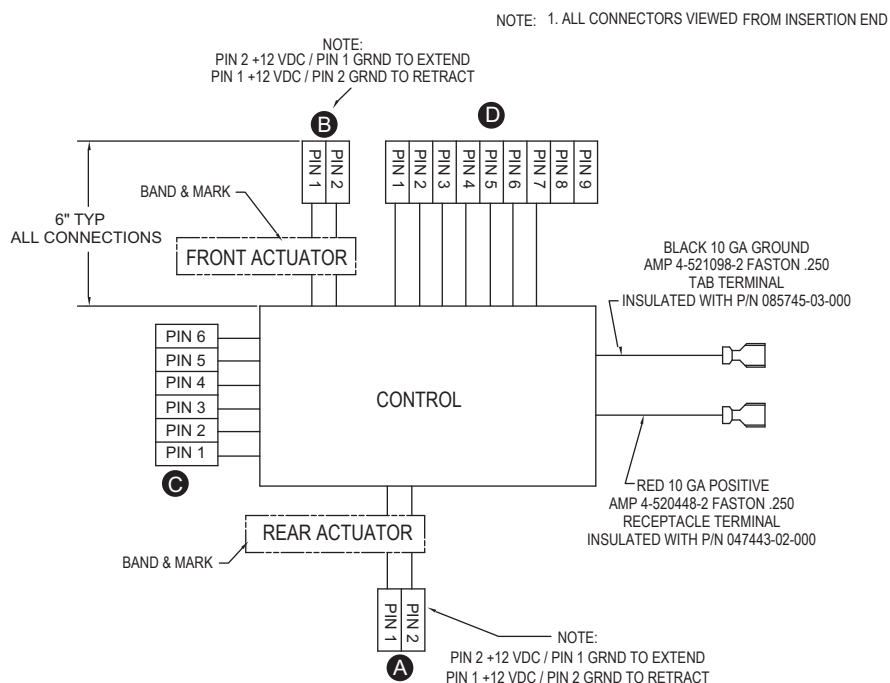 NOTE: 1. ALL CONNECTORS VIEWED FROM INSERTION END
NOTE:
PIN 2 +12 VDC / PIN 1 GRND TO EXTEND
PIN 1 +12 VDC / PIN 2 GRND TO RETRACT
B
D
PIN 1
PIN 2
PIN 1
PIN 2
PIN 3
PIN 4
PIN 5
PIN 6
PIN 7
PIN 8
PIN 9
BAND & MARK
6" TYP
ALL CONNECTIONS
FRONT ACTUATOR
BLACK 10 GA GROUND
AMP 4-521098-2 FASTON .250
TAB TERMINAL
INSULATED WITH P/N 085745-03-000
PIN 6
PIN 5
PIN 4
PIN 3
PIN 2
PIN 1
C
CONTROL
RED 10 GA POSITIVE
AMP 4-520448-2 FASTON .250
RECEPTACLE TERMINAL
INSULATED WITH P/N 047443-02-000
REAR ACTUATOR
BAND & MARK
PIN 1
PIN 2
A
NOTE:
PIN 2 +12 VDC / PIN 1 GRND TO EXTEND
PIN 1 +12 VDC / PIN 2 GRND TO RETRACT